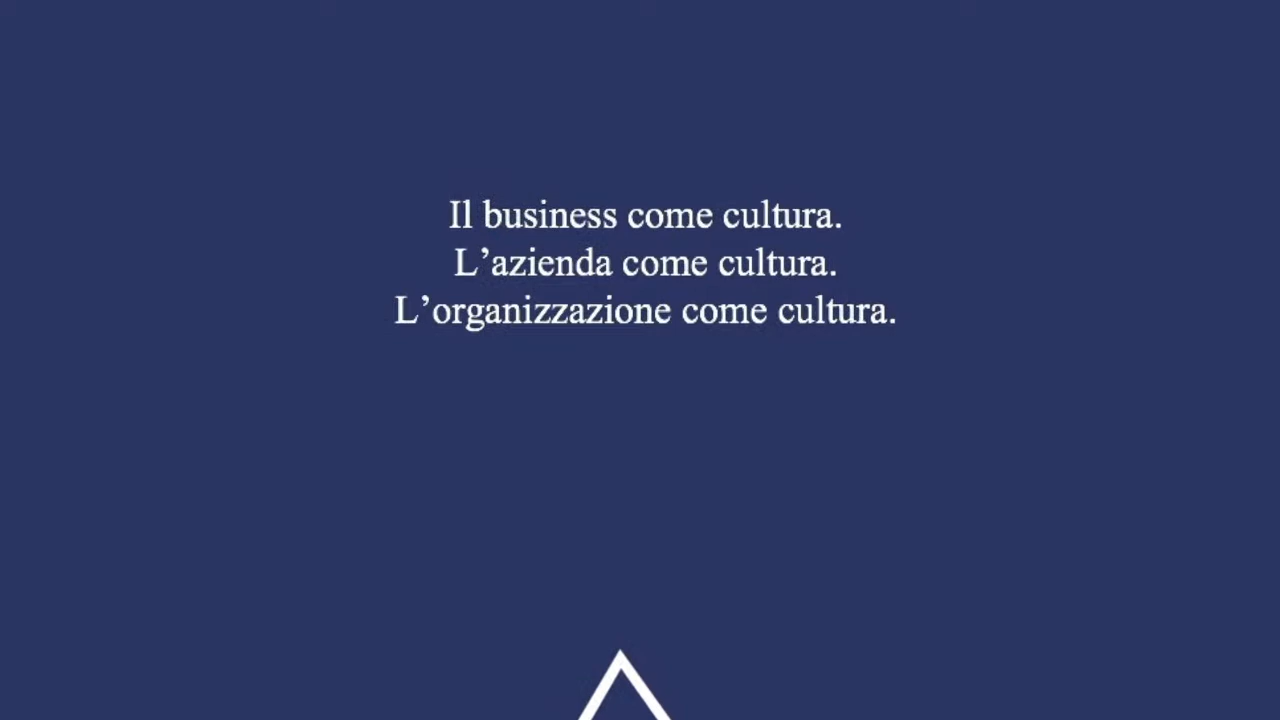 Il business come cultura.
L’azienda come cultura.
L’organizzazione come cultura.